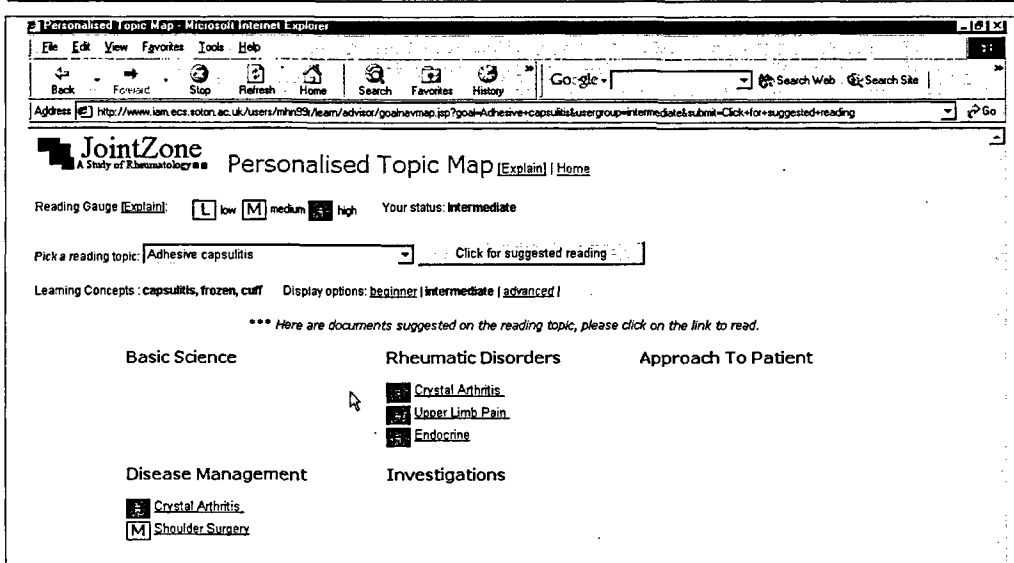 Personalised Topic Map - Microsoft Internet Explorer
File Edit View Favorites Tools Help
Back Forward Stop Refresh Home Search Favorites History » Google Search Web Search Site »
Address http://www.iam.ecs.soton.ac.uk/users/mhn99r/learn/advisor/goalnavmap.jsp?goal=Adhesive+capsulitis&usergroup=intermediate&submit=Click+for+suggested+reading Go
JointZone
A Study of Rheumatology
Personalised Topic Map [Explain] | Home
Reading Gauge [Explain]: L low M medium high Your status: intermediate
Pick a reading topic: Adhesive capsulitis Click for suggested reading
Learning Concepts : capsulitis, frozen, cuff Display options: beginner | intermediate | advanced |
*** Here are documents suggested on the reading topic, please click on the link to read.
Basic Science Rheumatic Disorders Approach To Patient
Crystal Arthritis
Upper Limb Pain
Endocrine
Disease Management Investigations
Crystal Arthritis
M Shoulder Surgery